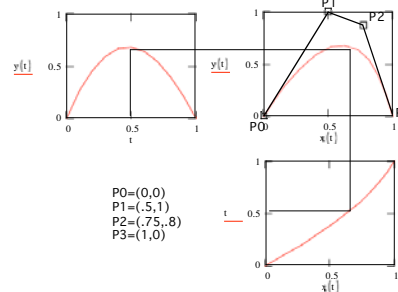 P1
1
1
P2
y(t)
y(t)
0.5
0.5
0
0
P0
P
0
0.5
1
0
0.5
1
t
x(t)
1
P0=(0,0)
P1=(.5,1)
P2=(.75,.8)
P3=(1,0)
t
0.5
0
0
0.5
1
x(t)